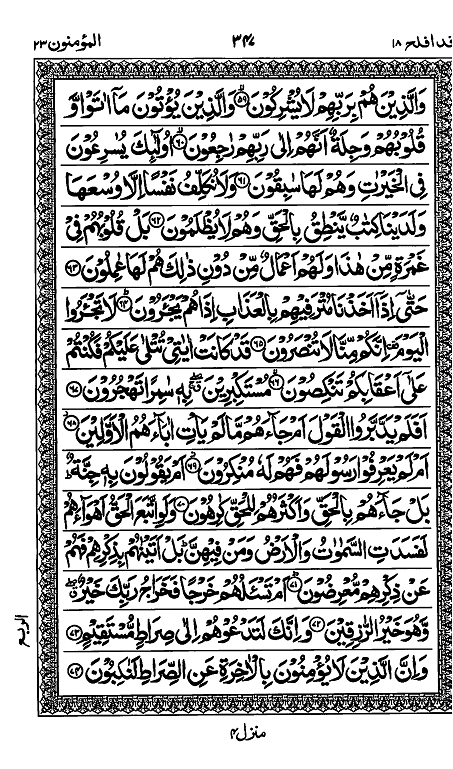 قد افلح ١٨
٣٤٧
المؤمنون ٢٣
وَالَّذِيْنَ هُمْ بِرَبِّهِمْ لَا يُشْرِكُوْنَ ۙ﴿٥٩﴾ وَالَّذِيْنَ يُؤْتُوْنَ مَاۤ اٰتَوْا وَّ
قُلُوْبُهُمْ وَجِلَةٌ اَنَّهُمْ اِلٰى رَبِّهِمْ رٰجِعُوْنَ ۙ﴿٦٠﴾ اُولٰٓئِكَ يُسٰرِعُوْنَ
فِى الْخَيْرٰتِ وَهُمْ لَهَا سٰبِقُوْنَ ﴿٦١﴾ وَلَا نُكَلِّفُ نَفْسًا اِلَّا وُسْعَهَا
وَلَدَيْنَا كِتٰبٌ يَّنْطِقُ بِالْحَقِّ وَهُمْ لَا يُظْلَمُوْنَ ﴿٦٢﴾ بَلْ قُلُوْبُهُمْ فِىْ
غَمْرَةٍ مِّنْ هٰذَا وَلَهُمْ اَعْمَالٌ مِّنْ دُوْنِ ذٰلِكَ هُمْ لَهَا عٰمِلُوْنَ ﴿٦٣﴾
حَتّٰۤى اِذَاۤ اَخَذْنَا مُتْرَفِيْهِمْ بِالْعَذَابِ اِذَا هُمْ يَجْئَرُوْنَ ؕ﴿٦٤﴾ لَا تَجْئَرُوا
الْيَوْمَ اِنَّكُمْ مِّنَّا لَا تُنْصَرُوْنَ ﴿٦٥﴾ قَدْ كَانَتْ اٰيٰتِىْ تُتْلٰى عَلَيْكُمْ فَكُنْتُمْ
عَلٰٓى اَعْقَابِكُمْ تَنْكِصُوْنَ ۙ﴿٦٦﴾ مُسْتَكْبِرِيْنَ ۖ بِهٖ سٰمِرًا تَهْجُرُوْنَ ﴿٦٧﴾
اَفَلَمْ يَدَّبَّرُوا الْقَوْلَ اَمْ جَآءَهُمْ مَّا لَمْ يَاْتِ اٰبَآءَهُمُ الْاَوَّلِيْنَ ﴿٦٨﴾
اَمْ لَمْ يَعْرِفُوْا رَسُوْلَهُمْ فَهُمْ لَهٗ مُنْكِرُوْنَ ﴿٦٩﴾ اَمْ يَقُوْلُوْنَ بِهٖ جِنَّةٌ ؕ
بَلْ جَآءَهُمْ بِالْحَقِّ وَاَكْثَرُهُمْ لِلْحَقِّ كٰرِهُوْنَ ﴿٧٠﴾ وَلَوِ اتَّبَعَ الْحَقُّ اَهْوَآءَهُمْ
لَفَسَدَتِ السَّمٰوٰتُ وَالْاَرْضُ وَمَنْ فِيْهِنَّ ؕ بَلْ اَتَيْنٰهُمْ بِذِكْرِهِمْ فَهُمْ
عَنْ ذِكْرِهِمْ مُّعْرِضُوْنَ ؕ﴿٧١﴾ اَمْ تَسْئَلُهُمْ خَرْجًا فَخَرَاجُ رَبِّكَ خَيْرٌ ۖ
وَّهُوَ خَيْرُ الرّٰزِقِيْنَ ﴿٧٢﴾ وَاِنَّكَ لَتَدْعُوْهُمْ اِلٰى صِرَاطٍ مُّسْتَقِيْمٍ ﴿٧٣﴾
وَاِنَّ الَّذِيْنَ لَا يُؤْمِنُوْنَ بِالْاٰخِرَةِ عَنِ الصِّرَاطِ لَنٰكِبُوْنَ ﴿٧٤﴾
الربع
منزل ٤